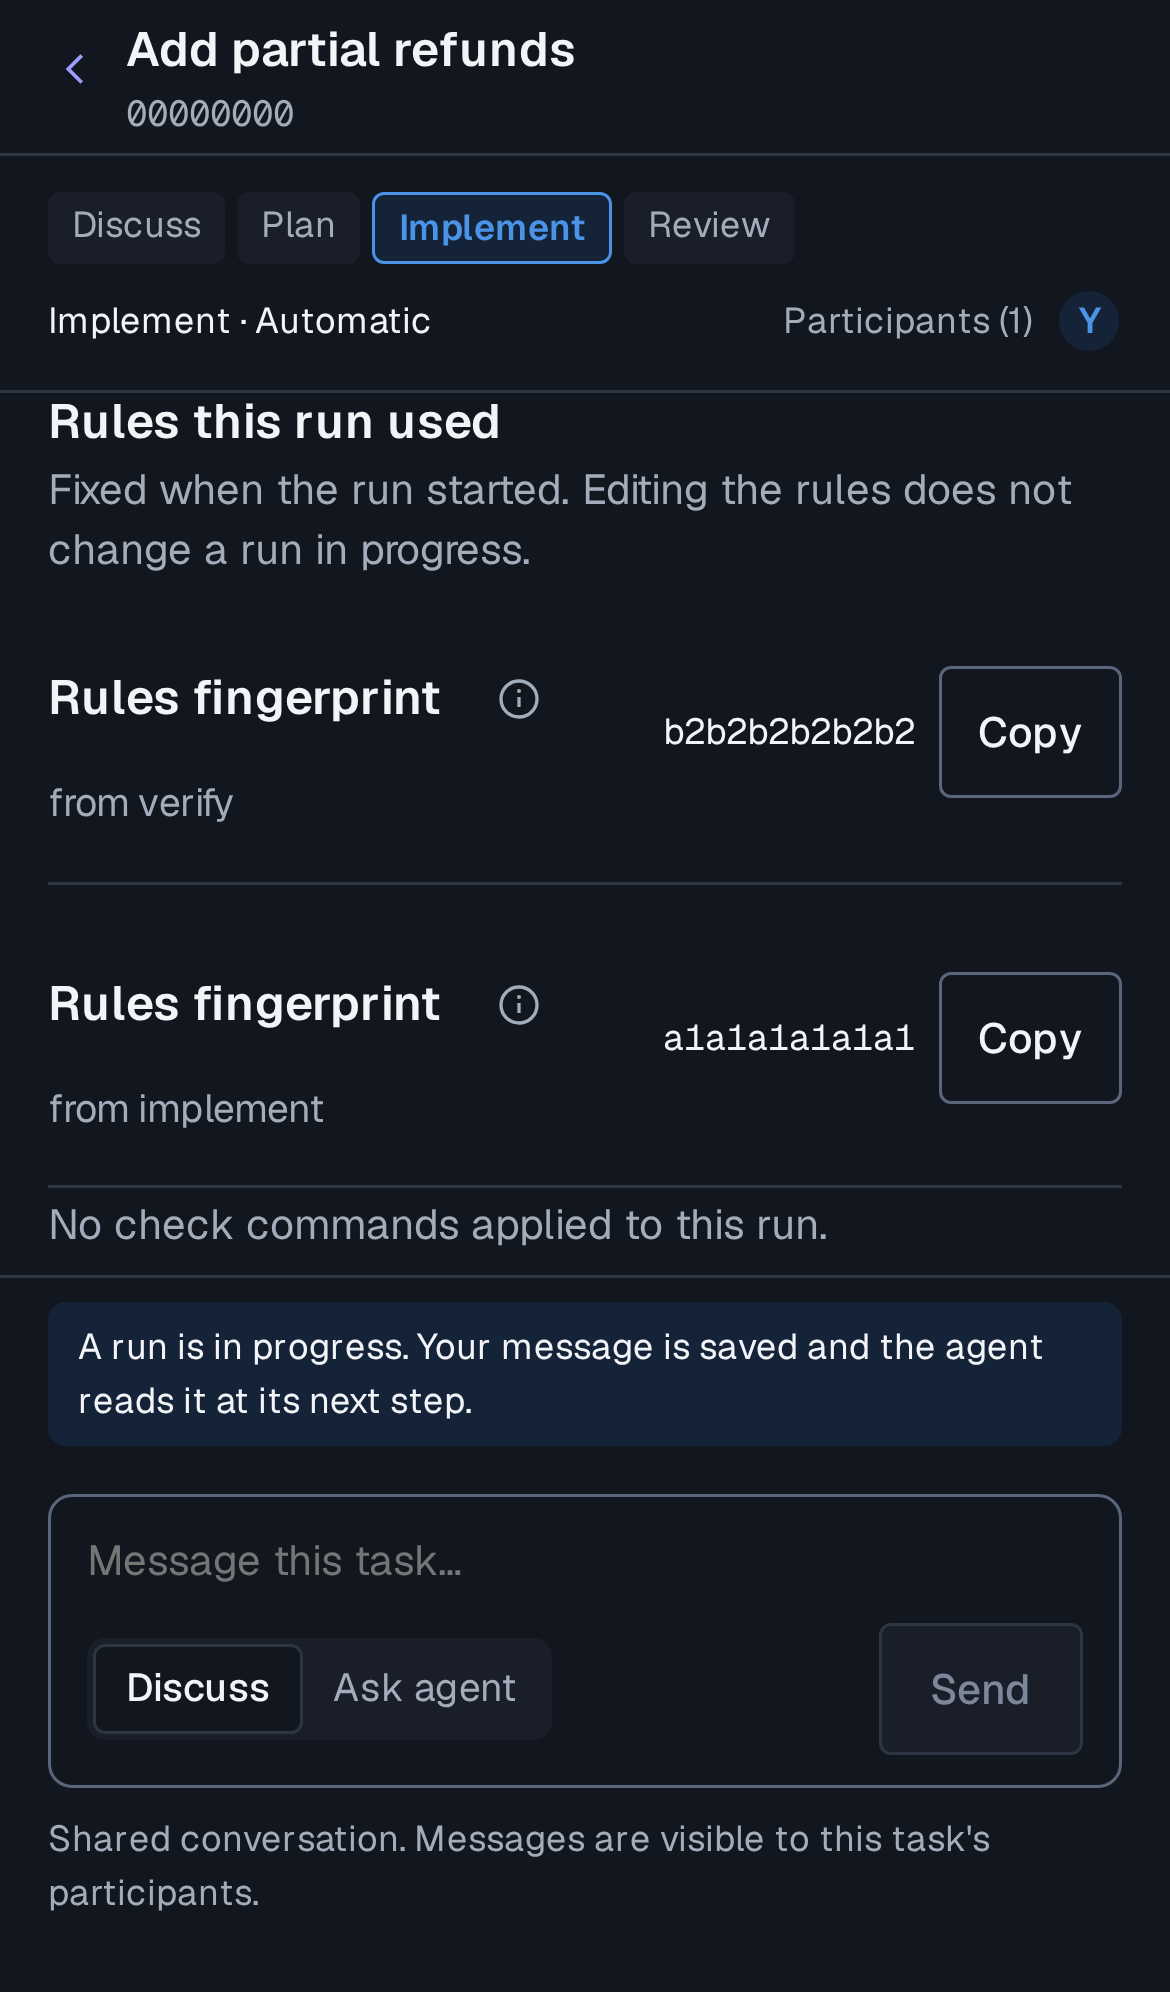 Add partial refunds
00000000
Discuss Plan Implement Review
Implement · Automatic Participants (1) Y
Rules this run used
Fixed when the run started. Editing the rules does not
change a run in progress.
Rules fingerprint b2b2b2b2b2b2 Copy
from verify
Rules fingerprint a1a1a1a1a1a1 Copy
from implement
No check commands applied to this run.
A run is in progress. Your message is saved and the agent
reads it at its next step.
Message this task…
Discuss Ask agent Send
Shared conversation. Messages are visible to this task's
participants.